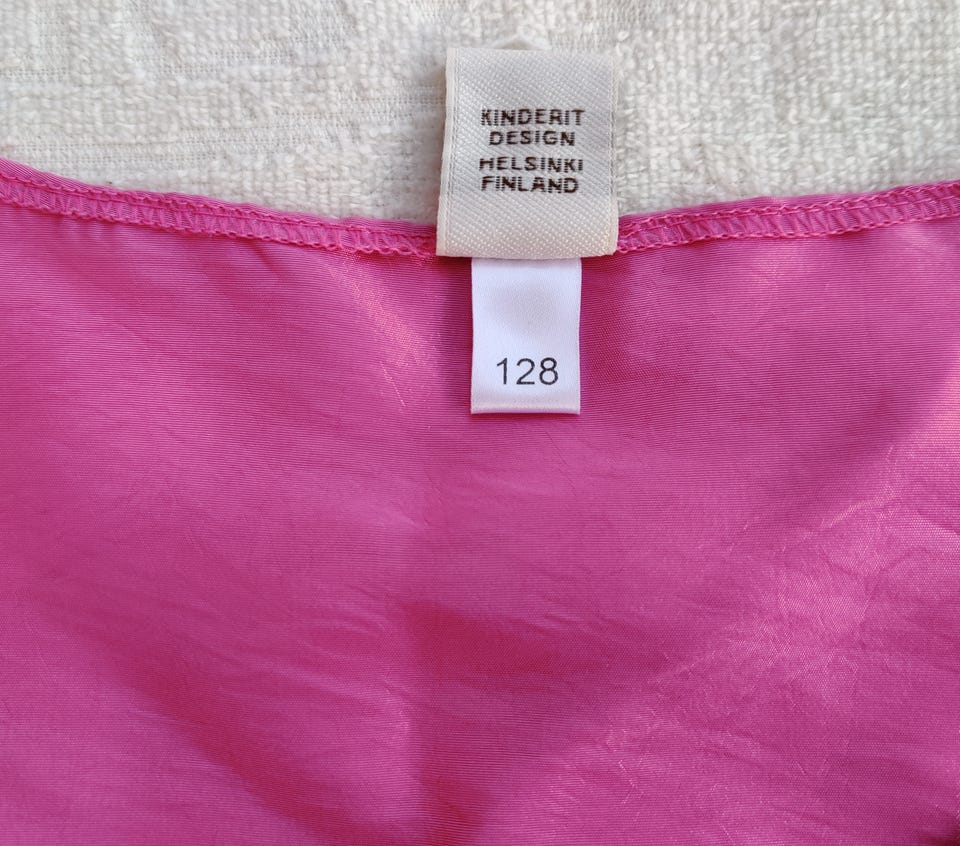 KINDERIT
DESIGN
HELSINKI
FINLAND
128